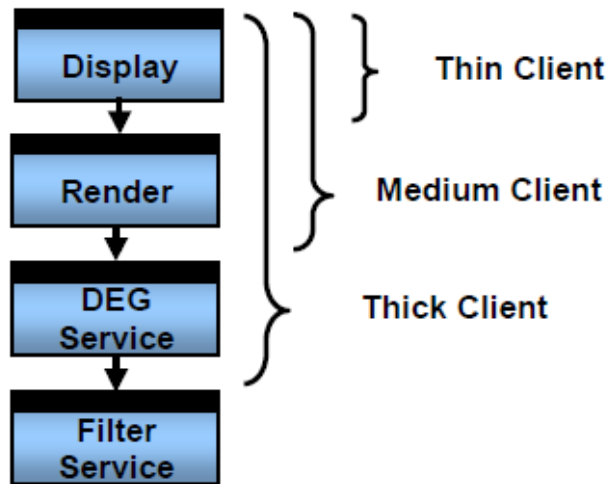 Display
Thin Client
Render
Medium Client
DEG
Service
Thick Client
Filter
Service